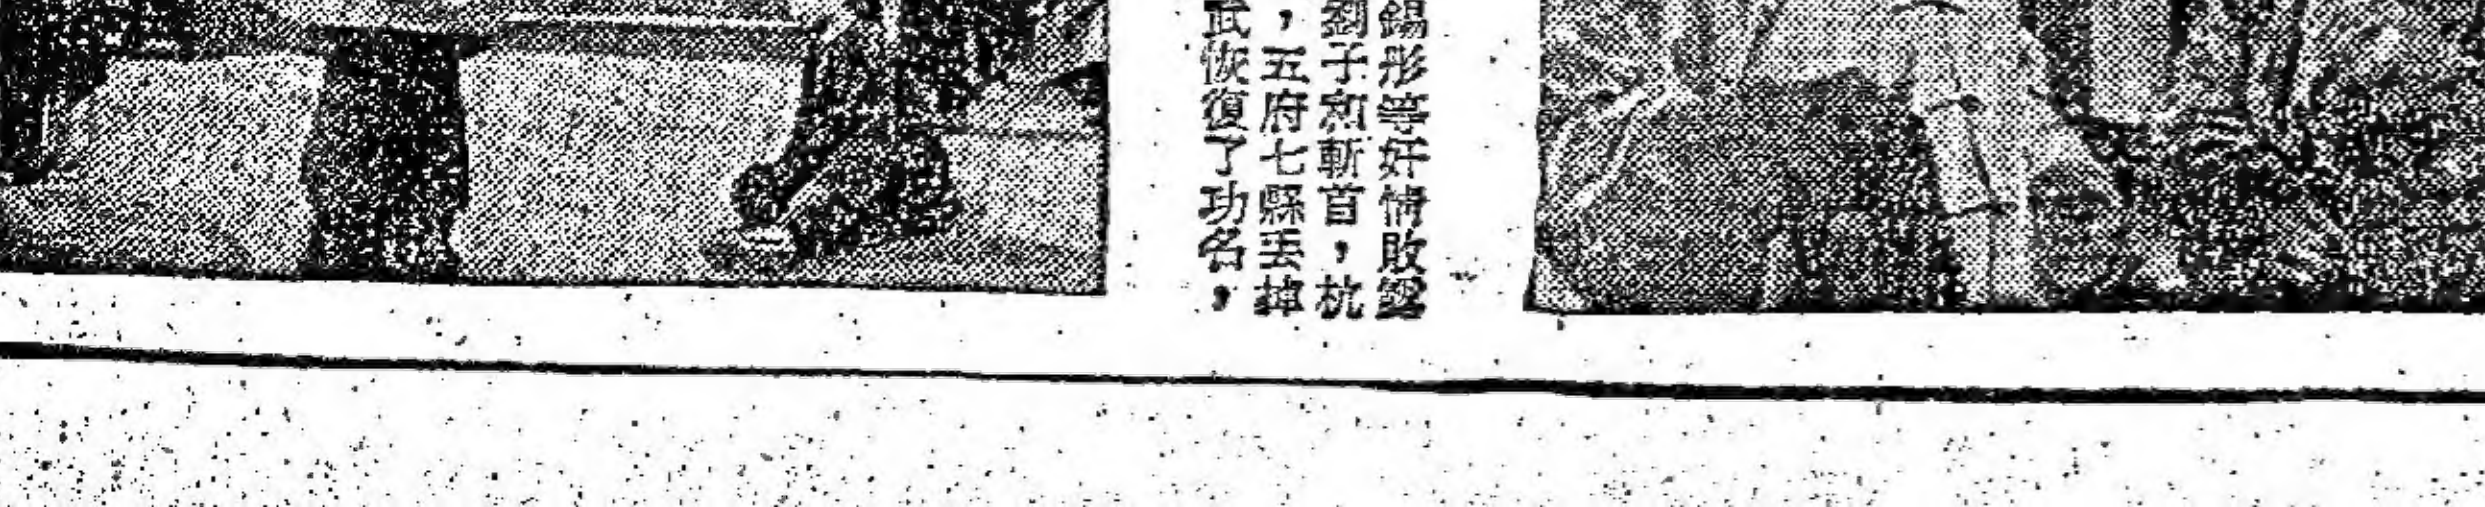 錫彤等奸情敗露
劉子和斬首，杭
，五府七縣丟掉
武恢復了功名，